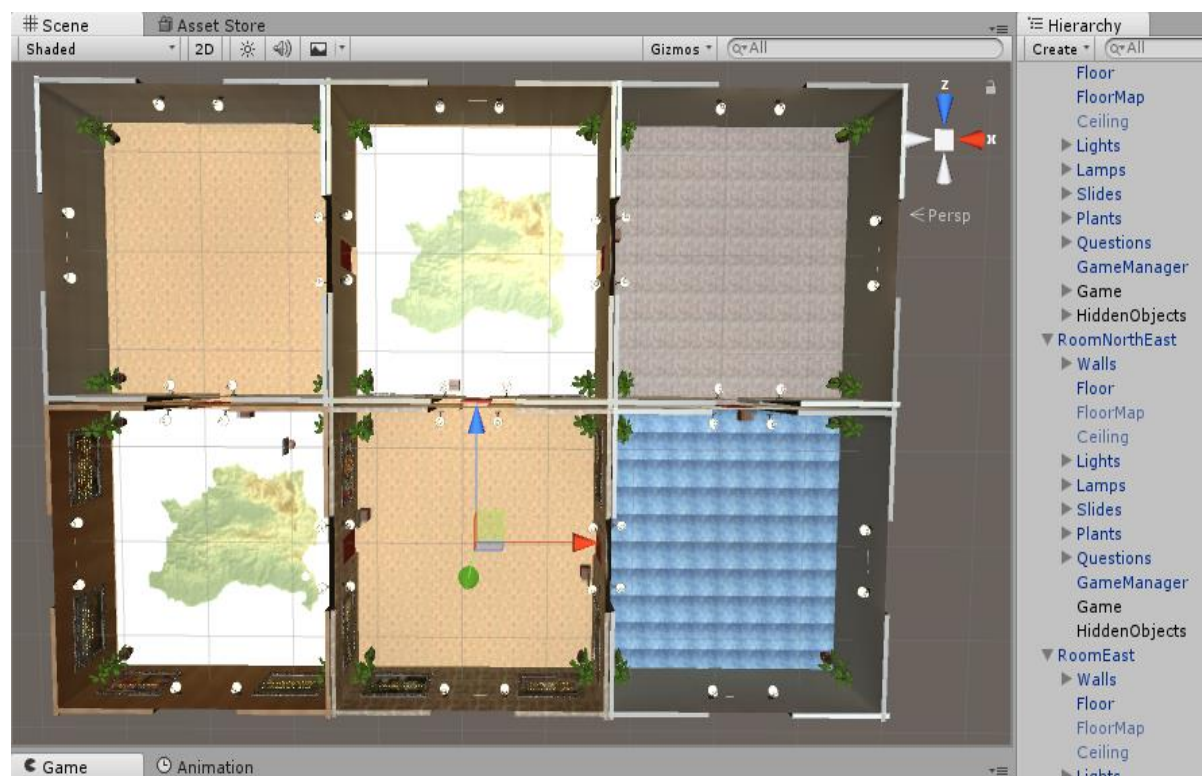 Scene
Asset Store
Shaded
2D
Gizmos
All
z
x
Persp
Game
Animation
Hierarchy
Create
All
Floor
FloorMap
Ceiling
Lights
Lamps
Slides
Plants
Questions
GameManager
Game
HiddenObjects
RoomNorthEast
Walls
Floor
FloorMap
Ceiling
Lights
Lamps
Slides
Plants
Questions
GameManager
Game
HiddenObjects
RoomEast
Walls
Floor
FloorMap
Ceiling
Lights